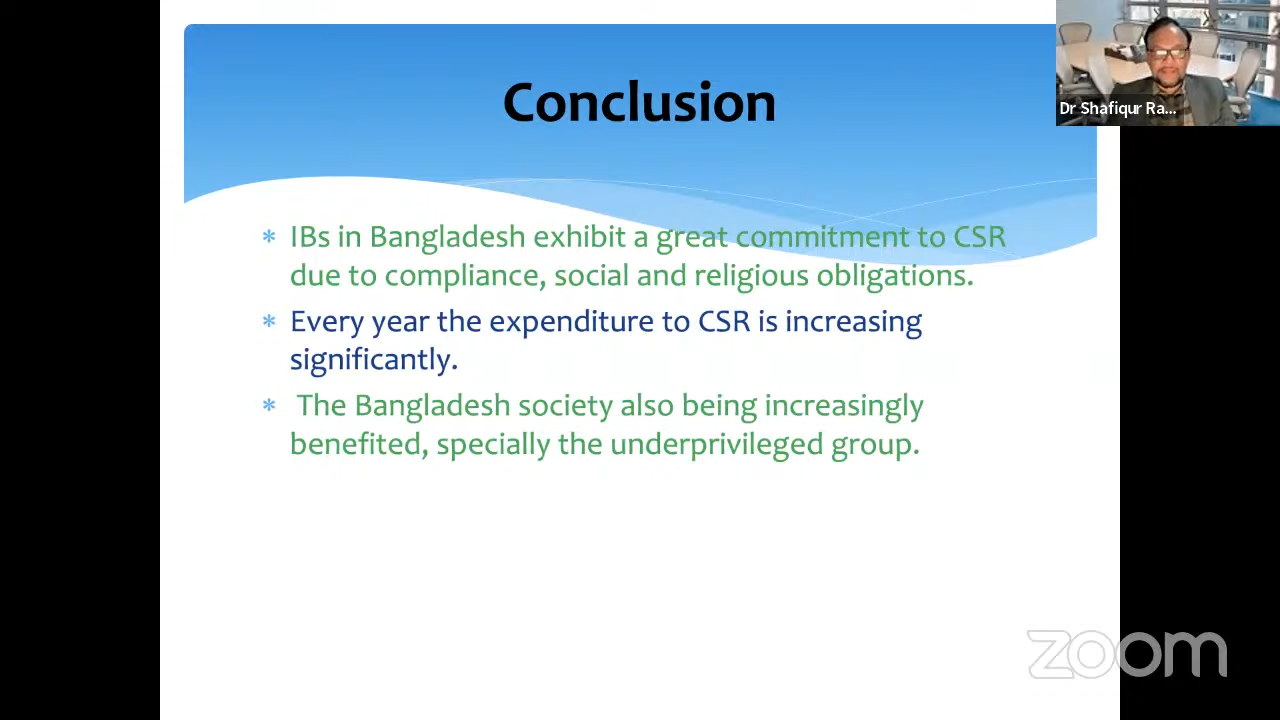 Conclusion
Dr Shafiqur Ra...
* IBs in Bangladesh exhibit a great commitment to CSR
due to compliance, social and religious obligations.
* Every year the expenditure to CSR is increasing
significantly.
* The Bangladesh society also being increasingly
benefited, specially the underprivileged group.
zoom